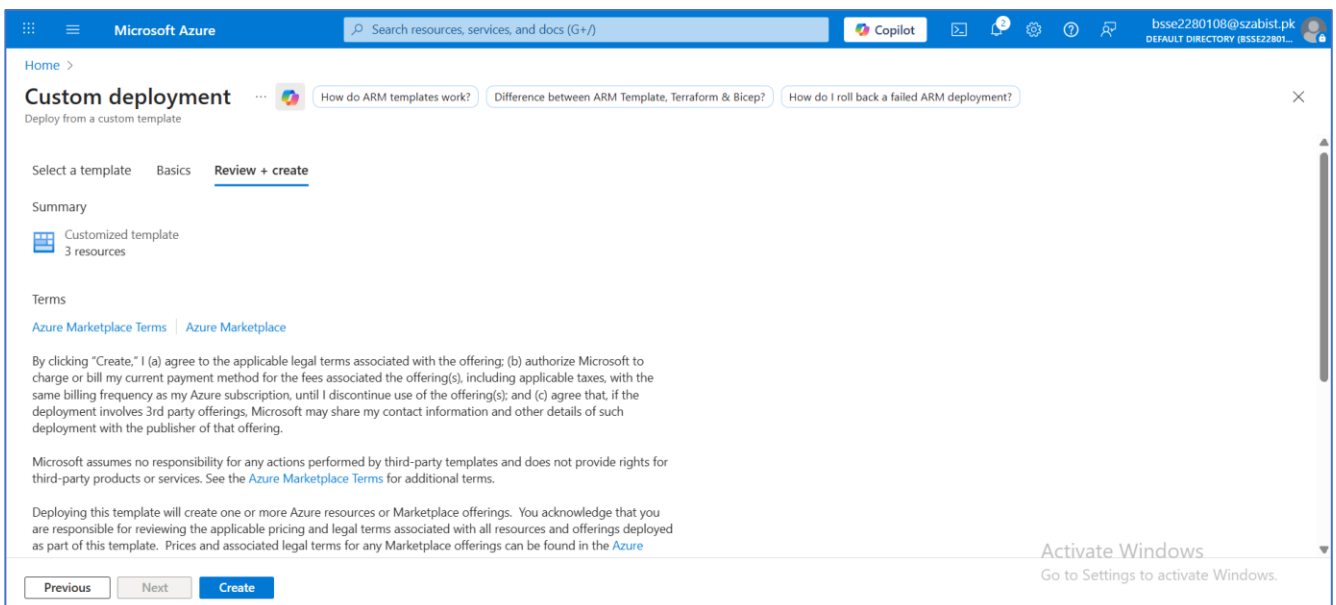 Microsoft Azure
Search resources, services, and docs (G+/)
Copilot
2
bsse2280108@szabist.pk
DEFAULT DIRECTORY (BSSE22801...
Home >
Custom deployment ...
How do ARM templates work?
Difference between ARM Template, Terraform & Bicep?
How do I roll back a failed ARM deployment?
Deploy from a custom template
Select a template
Basics
Review + create
Summary
Customized template
3 resources
Terms
Azure Marketplace Terms | Azure Marketplace
By clicking "Create," I (a) agree to the applicable legal terms associated with the offering; (b) authorize Microsoft to
charge or bill my current payment method for the fees associated the offering(s), including applicable taxes, with the
same billing frequency as my Azure subscription, until I discontinue use of the offering(s); and (c) agree that, if the
deployment involves 3rd party offerings, Microsoft may share my contact information and other details of such
deployment with the publisher of that offering.
Microsoft assumes no responsibility for any actions performed by third-party templates and does not provide rights for
third-party products or services. See the Azure Marketplace Terms for additional terms.
Deploying this template will create one or more Azure resources or Marketplace offerings. You acknowledge that you
are responsible for reviewing the applicable pricing and legal terms associated with all resources and offerings deployed
as part of this template. Prices and associated legal terms for any Marketplace offerings can be found in the Azure
Activate Windows
Go to Settings to activate Windows.
Previous
Next
Create